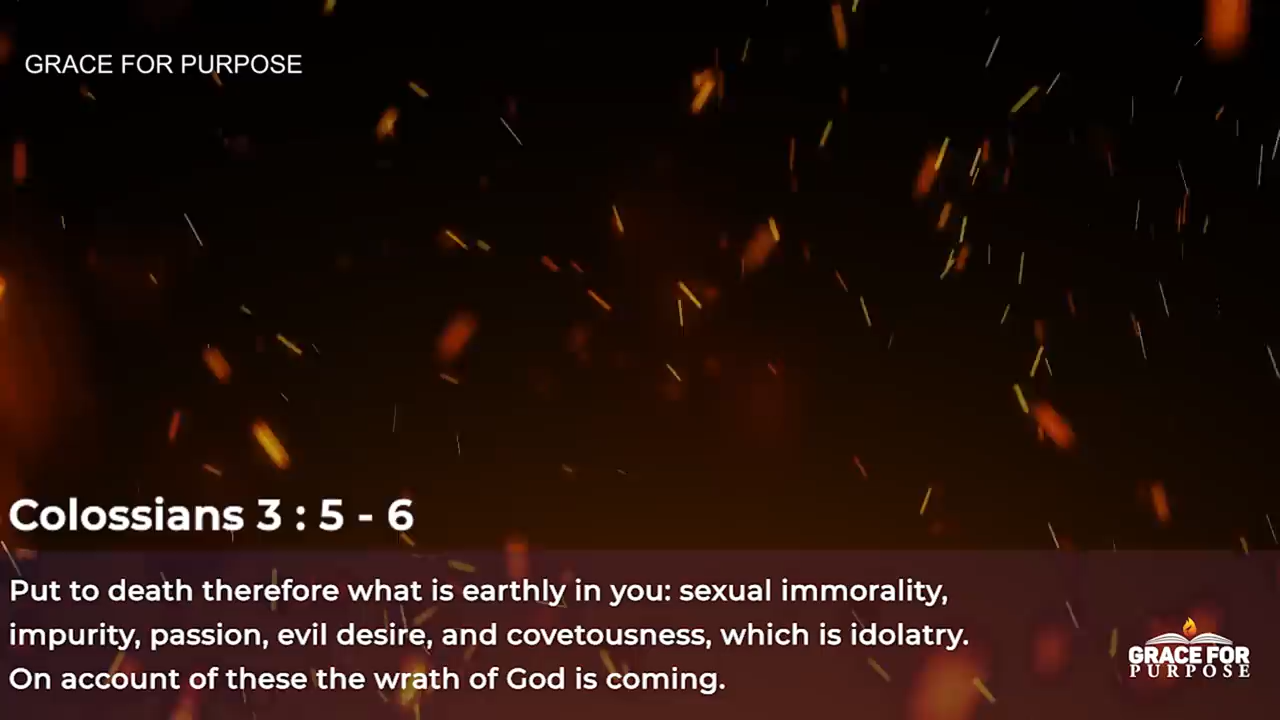 GRACE FOR PURPOSE
Colossians 3 : 5 - 6
Put to death therefore what is earthly in you: sexual immorality,
impurity, passion, evil desire, and covetousness, which is idolatry.
On account of these the wrath of God is coming.
GRACE FOR
PURPOSE